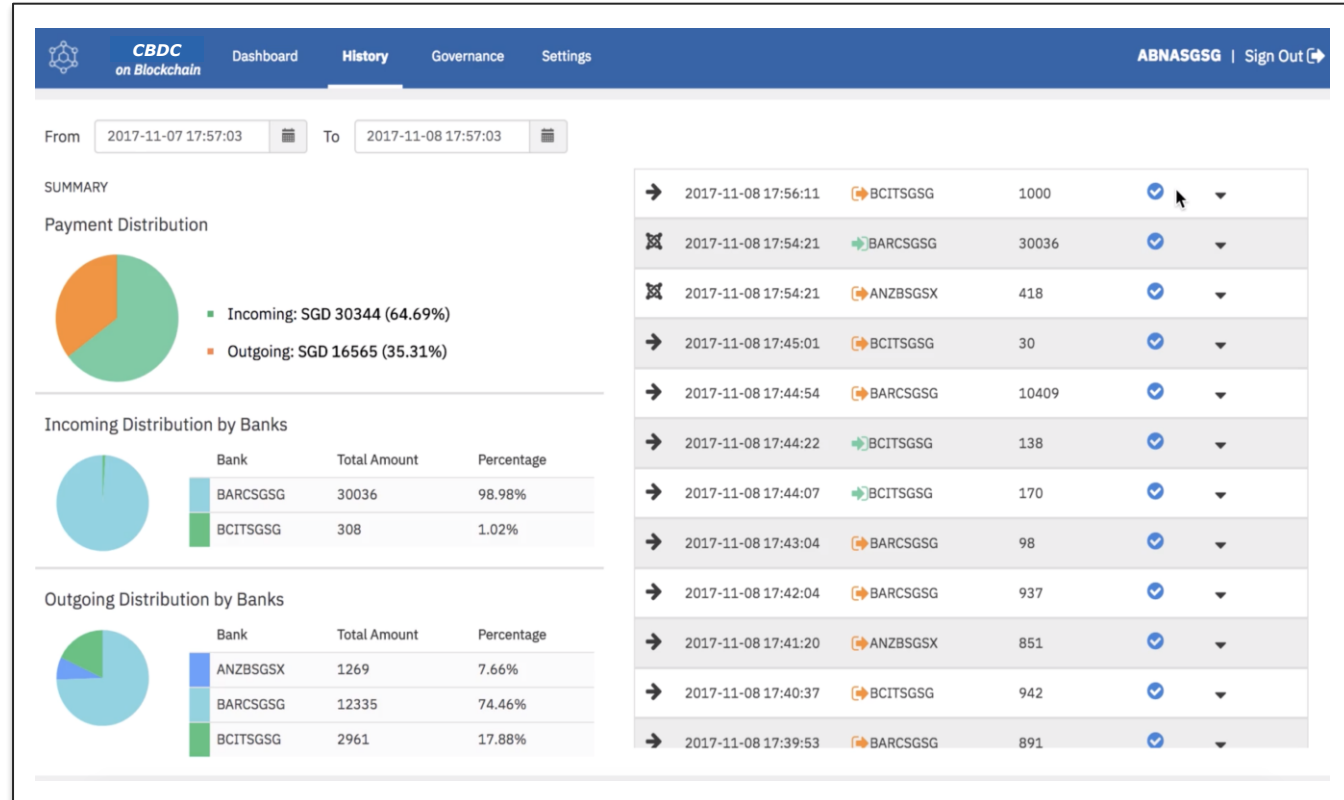 CBDC
on Blockchain
Dashboard
History
Governance
Settings
ABNASGSG | Sign Out
From 2017-11-07 17:57:03 To 2017-11-08 17:57:03
SUMMARY
Payment Distribution
Incoming: SGD 30344 (64.69%)
Outgoing: SGD 16565 (35.31%)
Incoming Distribution by Banks
Bank Total Amount Percentage
BARCSGSG 30036 98.98%
BCITSGSG 308 1.02%
Outgoing Distribution by Banks
Bank Total Amount Percentage
ANZBSGSX 1269 7.66%
BARCSGSG 12335 74.46%
BCITSGSG 2961 17.88%
2017-11-08 17:56:11 BCITSGSG 1000
2017-11-08 17:54:21 BARCSGSG 30036
2017-11-08 17:54:21 ANZBSGSX 418
2017-11-08 17:45:01 BCITSGSG 30
2017-11-08 17:44:54 BARCSGSG 10409
2017-11-08 17:44:22 BCITSGSG 138
2017-11-08 17:44:07 BCITSGSG 170
2017-11-08 17:43:04 BARCSGSG 98
2017-11-08 17:42:04 BARCSGSG 937
2017-11-08 17:41:20 ANZBSGSX 851
2017-11-08 17:40:37 BCITSGSG 942
2017-11-08 17:39:53 BARCSGSG 891